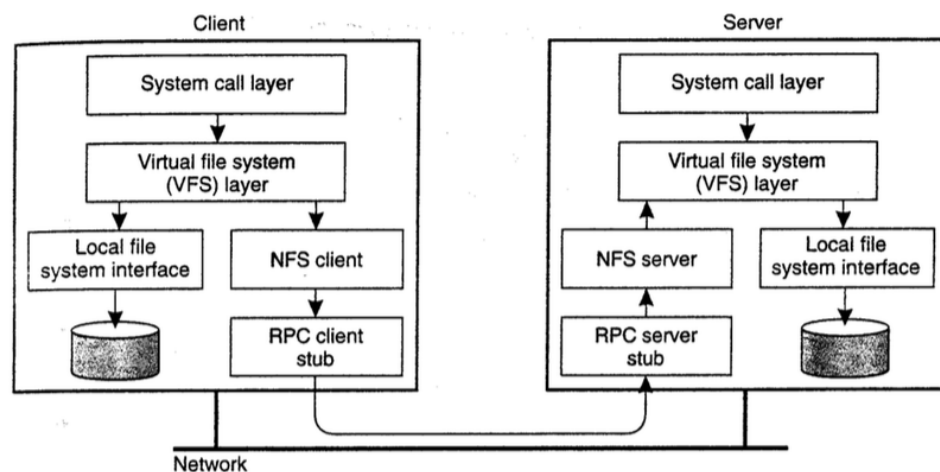 Client
System call layer
Virtual file system
(VFS) layer
Local file
system interface
NFS client
RPC client
stub
Server
System call layer
Virtual file system
(VFS) layer
NFS server
Local file
system interface
RPC server
stub
Network